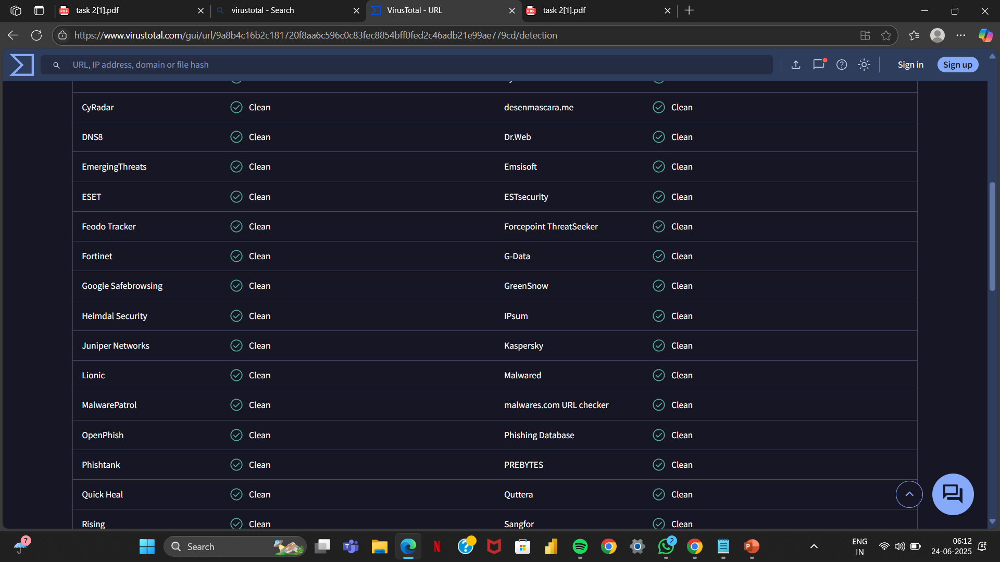 task 2[1].pdf
virustotal - Search
VirusTotal - URL
task 2[1].pdf
https://www.virustotal.com/gui/url/9a8b4c16b2c181720f8aa6c596c0c83fec8854bff0fed2c46adb21e99ae779cd/detection
URL, IP address, domain or file hash
Sign in
Sign up
CyRadar Clean desenmascara.me Clean
DNS8 Clean Dr.Web Clean
EmergingThreats Clean Emsisoft Clean
ESET Clean ESTsecurity Clean
Feodo Tracker Clean Forcepoint ThreatSeeker Clean
Fortinet Clean G-Data Clean
Google Safebrowsing Clean GreenSnow Clean
Heimdal Security Clean IPsum Clean
Juniper Networks Clean Kaspersky Clean
Lionic Clean Malwared Clean
MalwarePatrol Clean malwares.com URL checker Clean
OpenPhish Clean Phishing Database Clean
Phishtank Clean PREBYTES Clean
Quick Heal Clean Quttera Clean
Rising Clean Sangfor Clean
7
Search
2
ENG
IN
06:12
24-06-2025